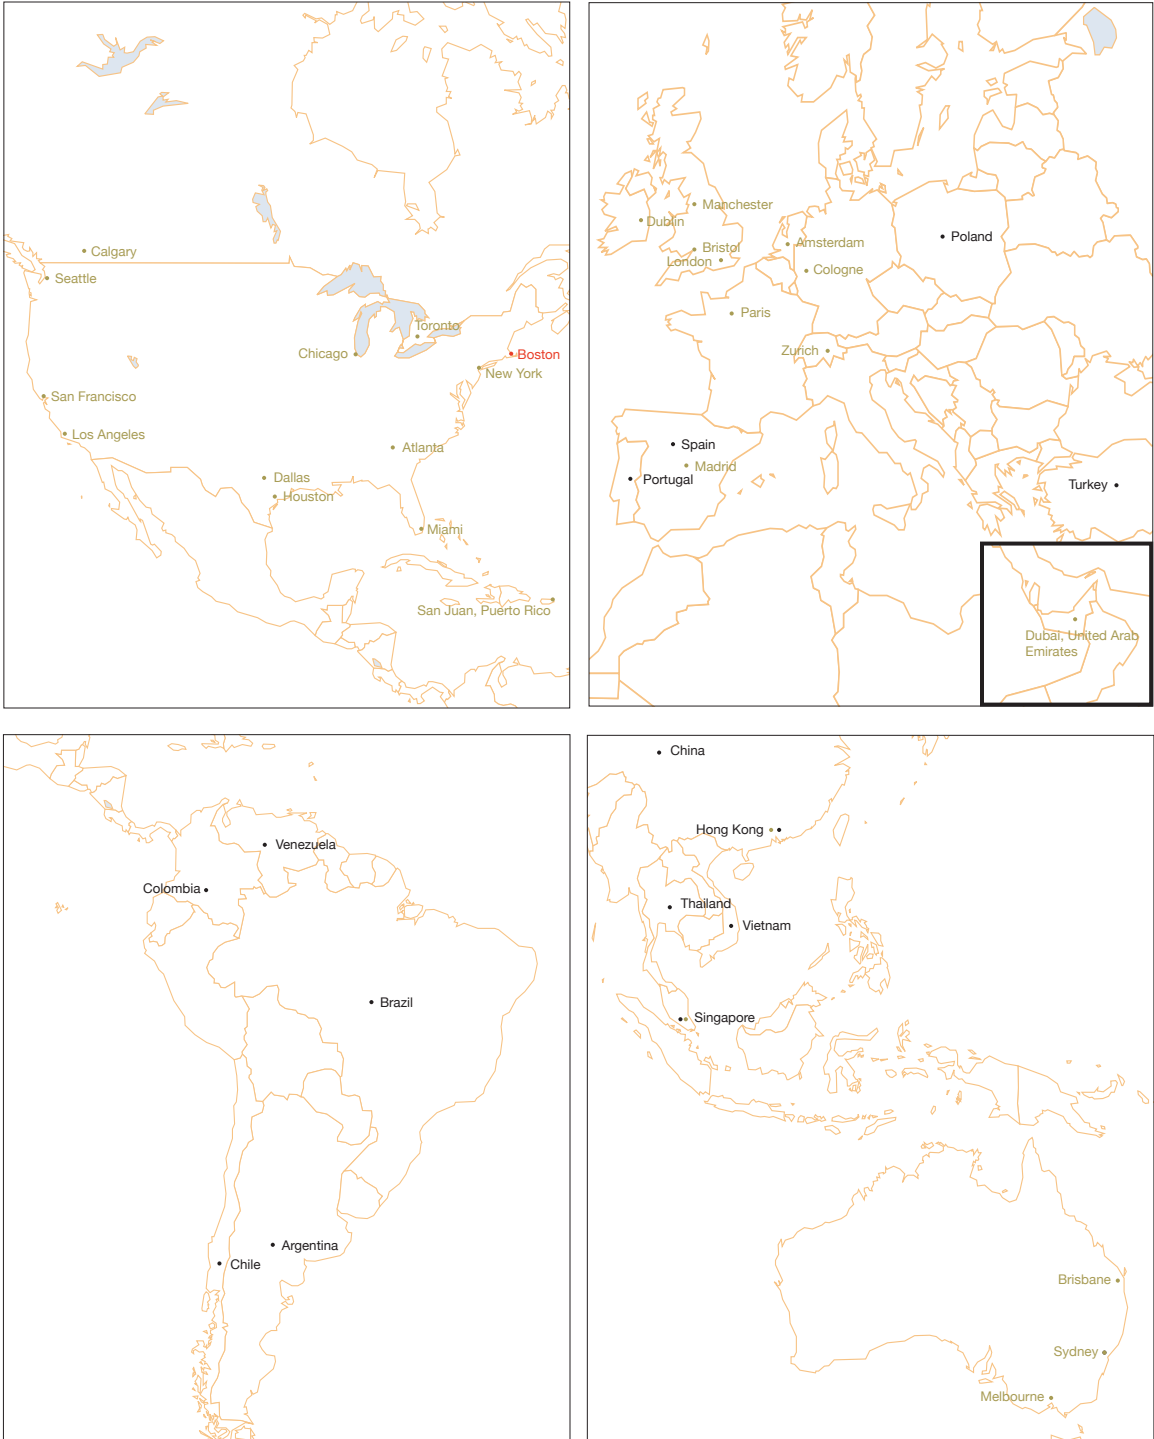 Calgary
Seattle
Toronto
Chicago
Boston
New York
San Francisco
Los Angeles
Atlanta
Dallas
Houston
Miami
San Juan, Puerto Rico
Manchester
Dublin
Poland
Amsterdam
Bristol
London
Cologne
Paris
Zurich
Spain
Madrid
Portugal
Turkey
Dubai, United Arab
Emirates
Venezuela
Colombia
Brazil
Argentina
Chile
China
Hong Kong
Thailand
Vietnam
Singapore
Brisbane
Sydney
Melbourne